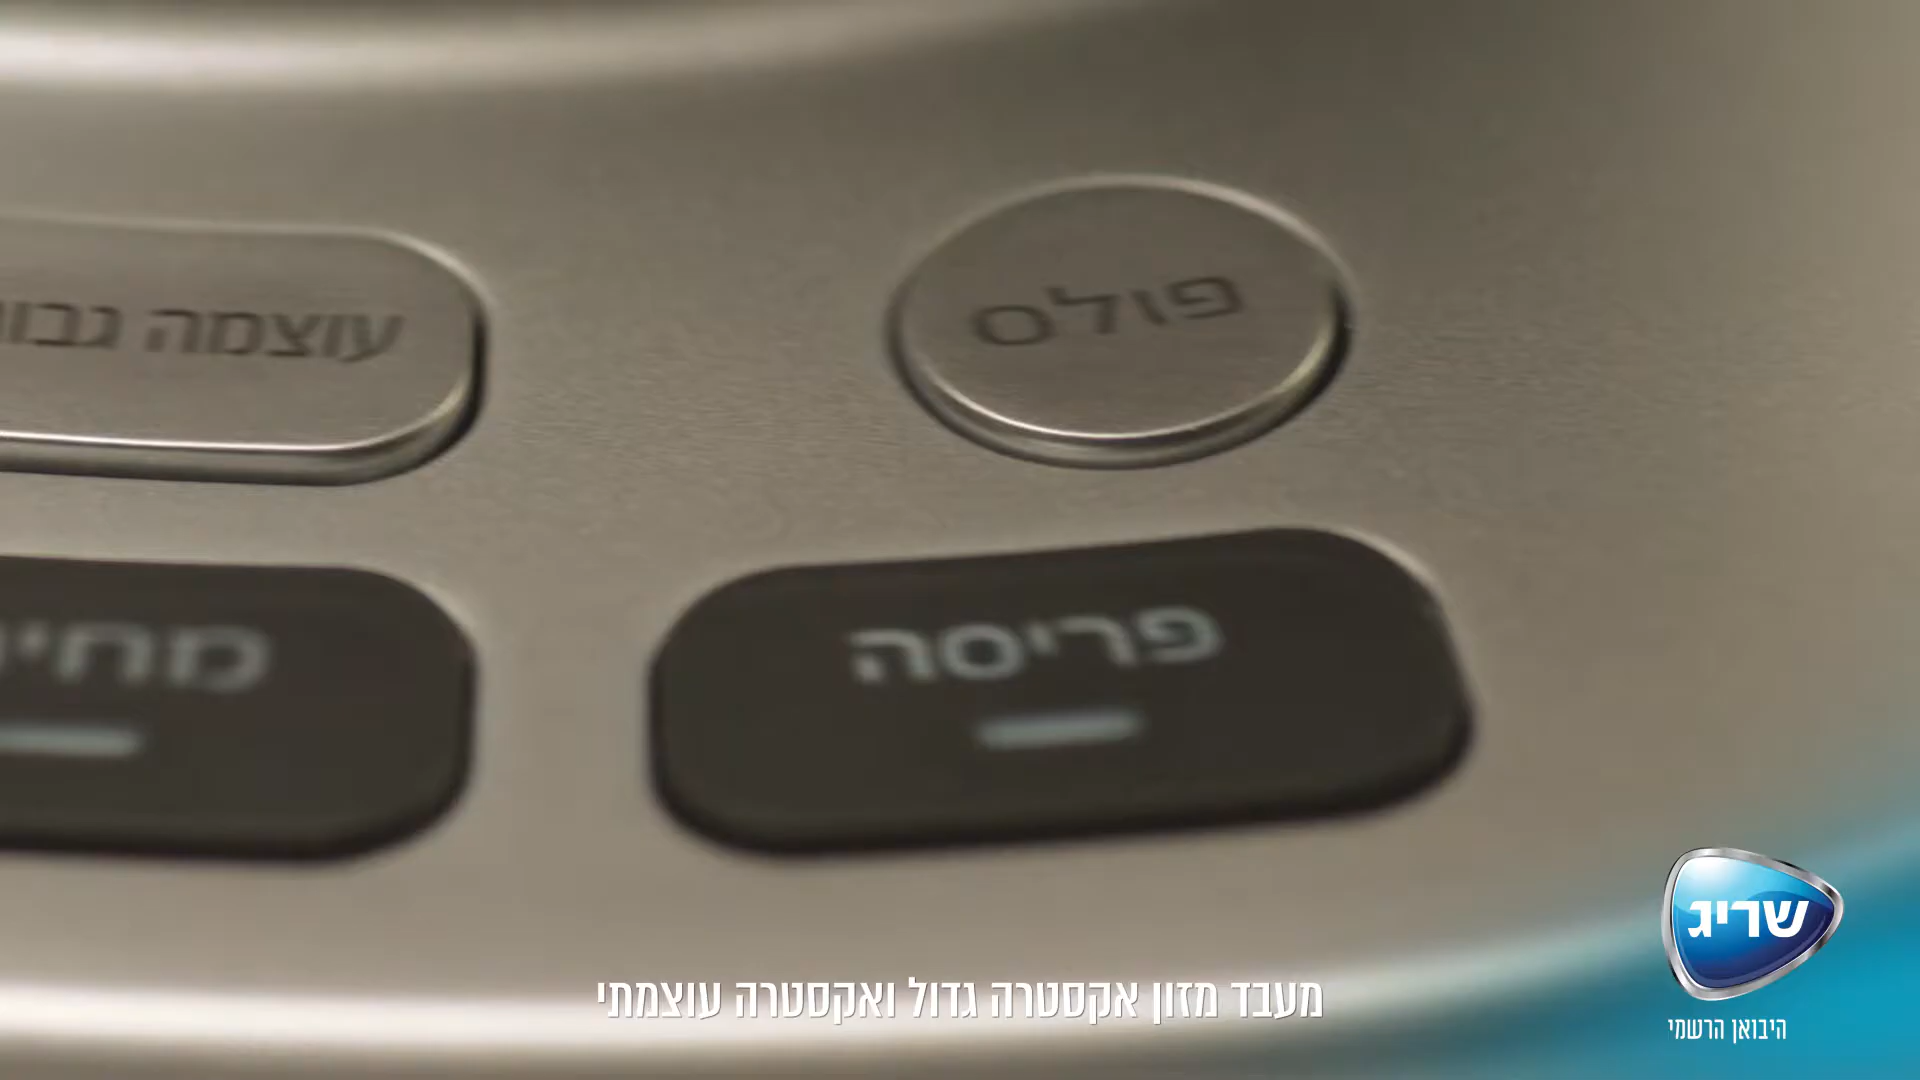 פולס
עוצמה
פריסה
שריג
מעבד מזון אקסטרה גדול ואקסטרה עוצמתי
היבואן הרשמי